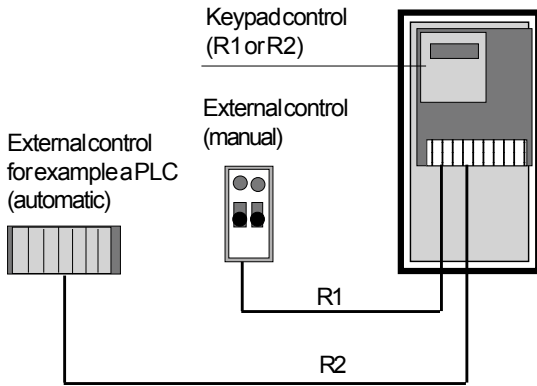 Keypad control
(R1 or R2)
External control
(manual)
External control
for example a PLC
(automatic)
R1
R2